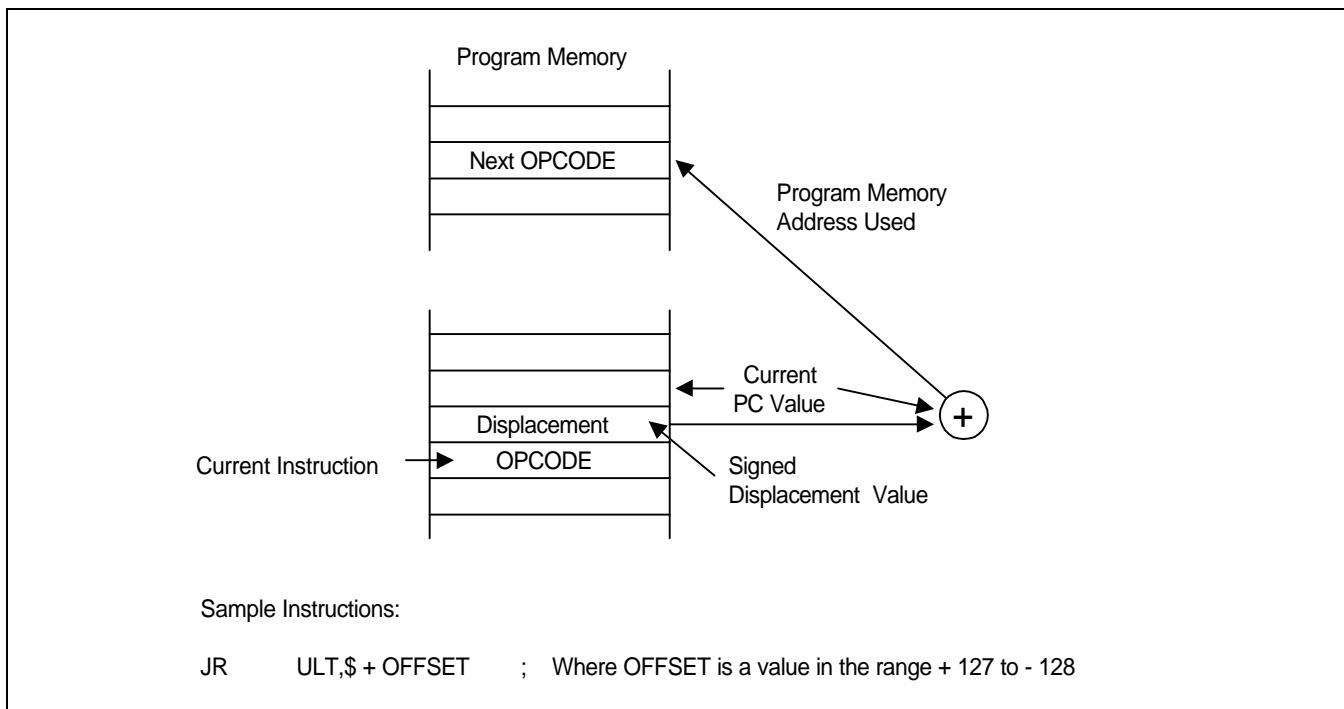 Program Memory
Next OPCODE
Program Memory
Address Used
Current
PC Value
+
Displacement
Current Instruction
OPCODE
Signed
Displacement Value
Sample Instructions:
JR ULT,$ + OFFSET ; Where OFFSET is a value in the range + 127 to - 128